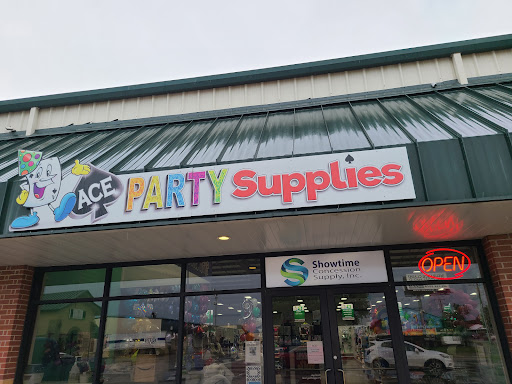 ACE PARTY Supplies
Showtime
Concession
Supply, Inc.
OPEN